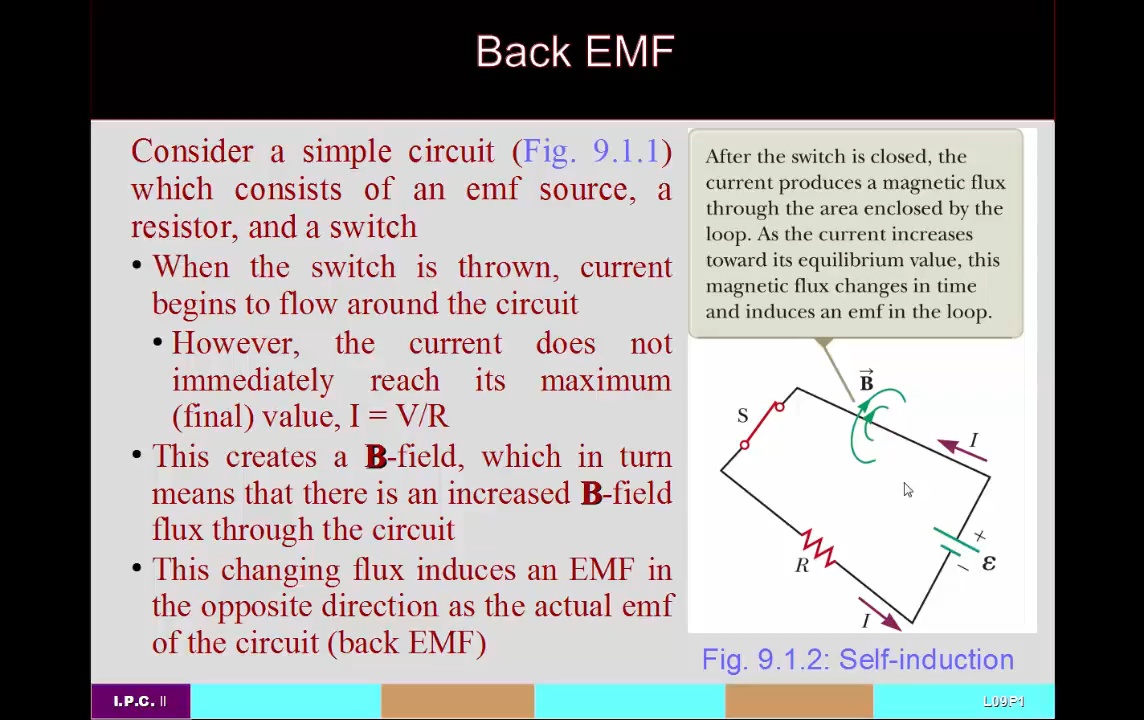 Back EMF
Consider a simple circuit (Fig. 9.1.1)
which consists of an emf source, a
resistor, and a switch
• When the switch is thrown, current
begins to flow around the circuit
• However, the current does not
immediately reach its maximum
(final) value, I = V/R
• This creates a B-field, which in turn
means that there is an increased B-field
flux through the circuit
• This changing flux induces an EMF in
the opposite direction as the actual emf
of the circuit (back EMF)
After the switch is closed, the
current produces a magnetic flux
through the area enclosed by the
loop. As the current increases
toward its equilibrium value, this
magnetic flux changes in time
and induces an emf in the loop.
B⃗
S
I
+
−
ε
R
I
Fig. 9.1.2: Self-induction
I.P.C. II
L09P1